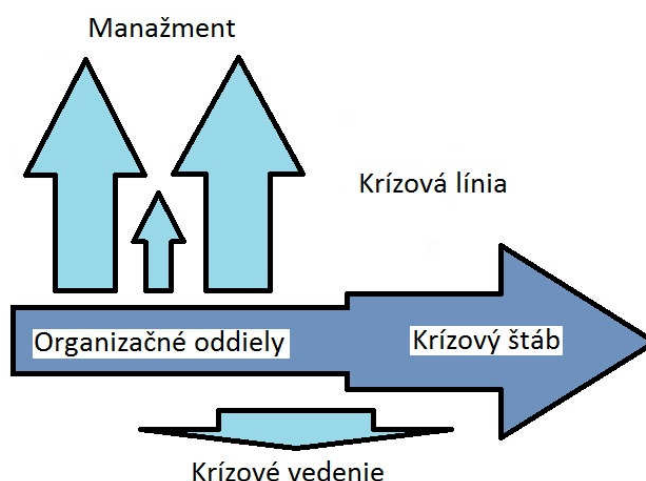 Manažment
Krízová línia
Organizačné oddiely
Krízový štáb
Krízové vedenie